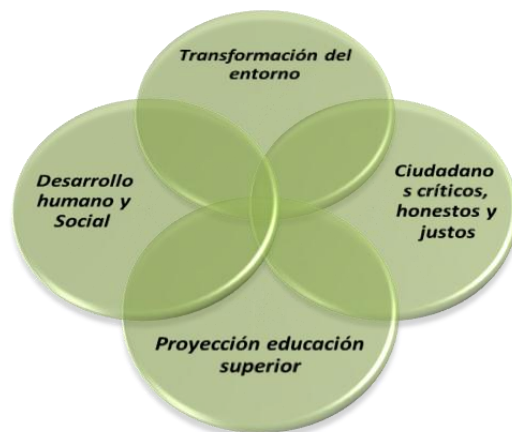 Transformación del
entorno
Desarrollo
humano y
Social
Ciudadano
s críticos,
honestos y
justos
Proyección educación
superior